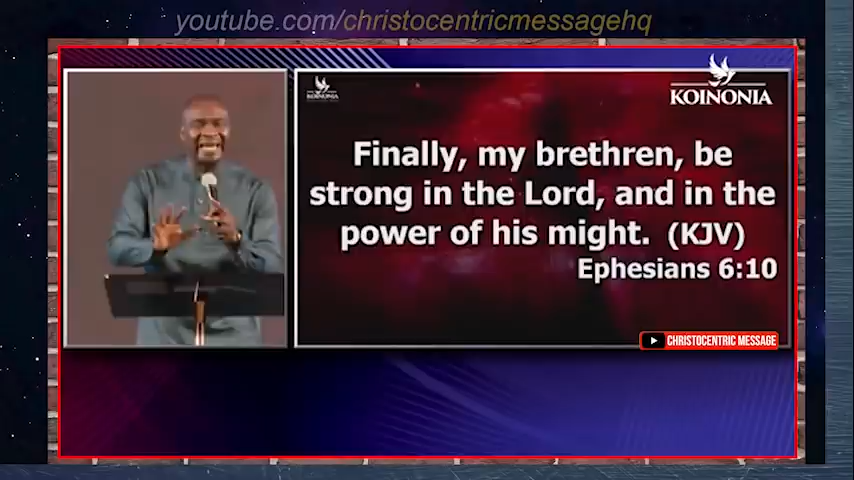 youtube.com/christocentricmessagehq
KOINONIA
KOINONIA
Finally, my brethren, be
strong in the Lord, and in the
power of his might. (KJV)
Ephesians 6:10
CHRISTOCENTRIC MESSAGE